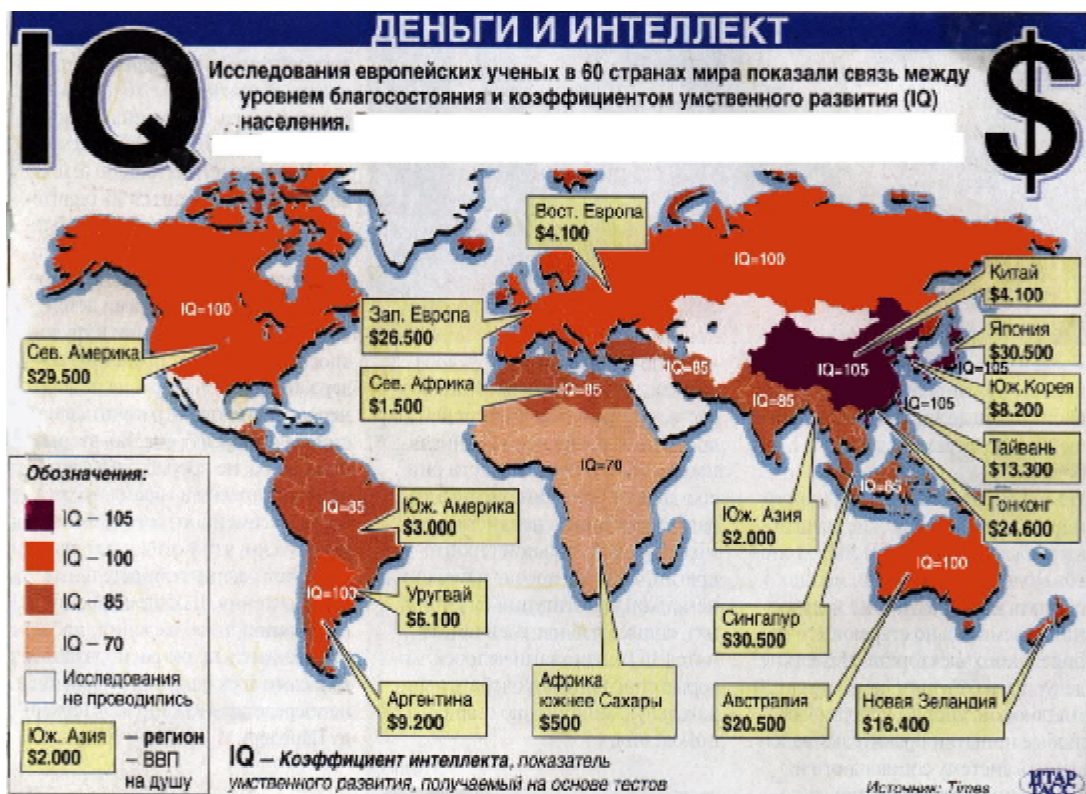 ДЕНЬГИ И ИНТЕЛЛЕКТ
IQ
$
Исследования европейских ученых в 60 странах мира показали связь между
уровнем благосостояния и коэффициентом умственного развития (IQ)
населения.
Вост. Европа
$4.100
IQ=100
IQ=100
Китай
$4.100
Зап. Европа
$26.500
Япония
$30.500
Сев. Америка
$29.500
IQ=85
IQ=105
IQ=105
Сев. Африка
$1.500
IQ=85
IQ=85
Юж.Корея
$8.200
IQ=105
Тайвань
$13.300
IQ=70
IQ=85
Гонконг
$24.600
IQ=85
Юж. Америка
$3.000
Юж. Азия
$2.000
IQ=100
IQ=100
Уругвай
$6.100
Сингапур
$30.500
Аргентина
$9.200
Африка
южнее Сахары
$500
Австралия
$20.500
Новая Зеландия
$16.400
Обозначения:
IQ – 105
IQ – 100
IQ – 85
IQ – 70
Исследования
не проводились
Юж. Азия – регион
$2.000 – ВВП
на душу
IQ – Коэффициент интеллекта, показатель
умственного развития, получаемый на основе тестов
Источник: Times
ИТАР
ТАСС